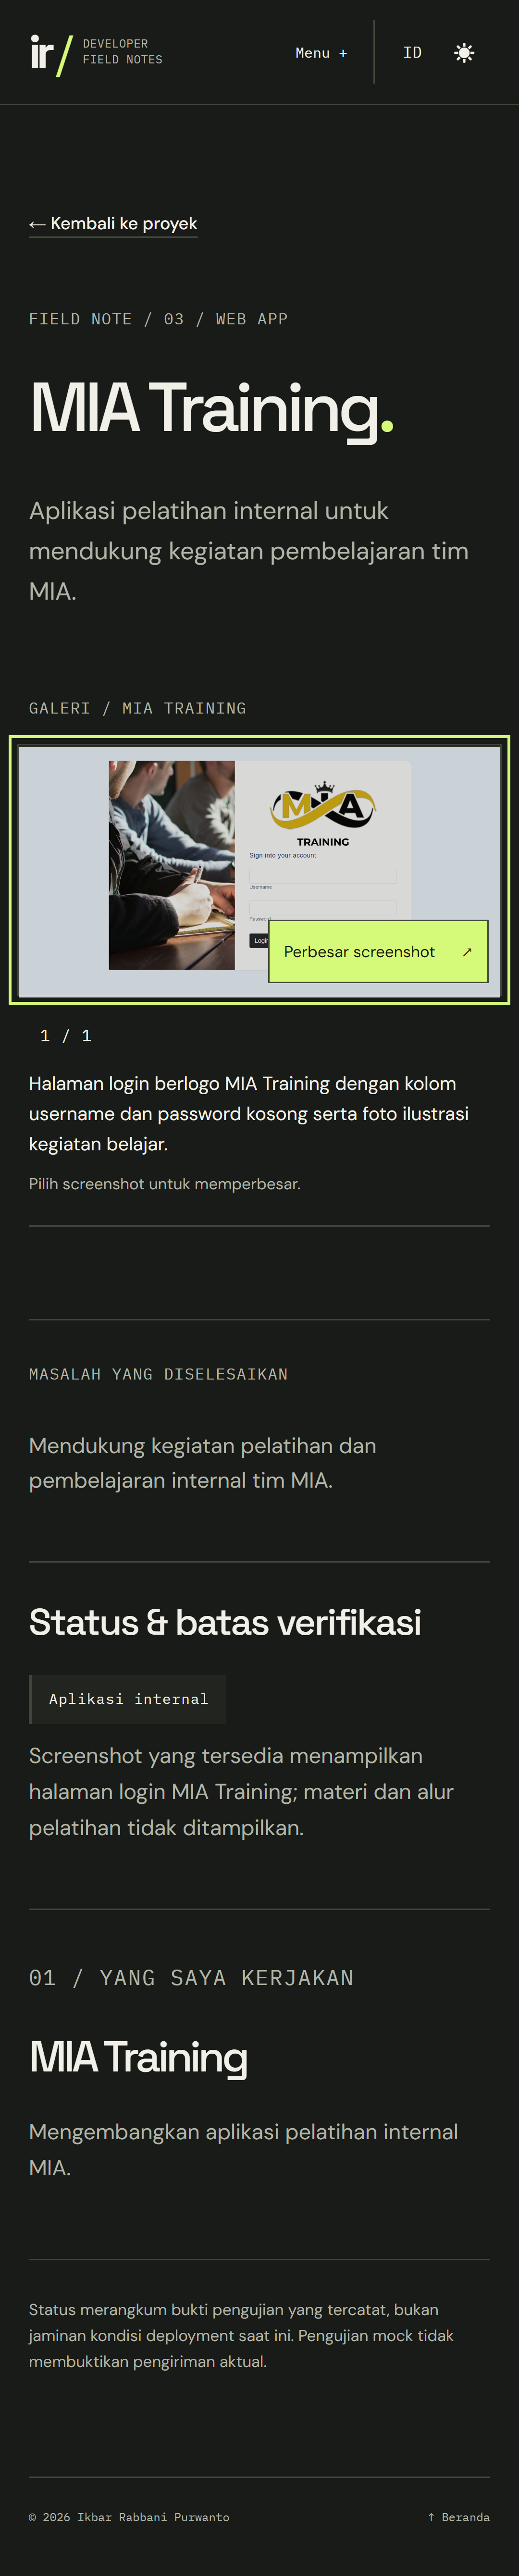 ir/ DEVELOPER
FIELD NOTES
Menu +
ID
← Kembali ke proyek
FIELD NOTE / 03 / WEB APP
MIA Training.
Aplikasi pelatihan internal untuk
mendukung kegiatan pembelajaran tim
MIA.
GALERI / MIA TRAINING
MIA
TRAINING
Sign into your account
Username
Password
Login
Perbesar screenshot ↗
1 / 1
Halaman login berlogo MIA Training dengan kolom
username dan password kosong serta foto ilustrasi
kegiatan belajar.
Pilih screenshot untuk memperbesar.
MASALAH YANG DISELESAIKAN
Mendukung kegiatan pelatihan dan
pembelajaran internal tim MIA.
Status & batas verifikasi
Aplikasi internal
Screenshot yang tersedia menampilkan
halaman login MIA Training; materi dan alur
pelatihan tidak ditampilkan.
01 / YANG SAYA KERJAKAN
MIA Training
Mengembangkan aplikasi pelatihan internal
MIA.
Status merangkum bukti pengujian yang tercatat, bukan
jaminan kondisi deployment saat ini. Pengujian mock tidak
membuktikan pengiriman aktual.
© 2026 Ikbar Rabbani Purwanto
↑ Beranda